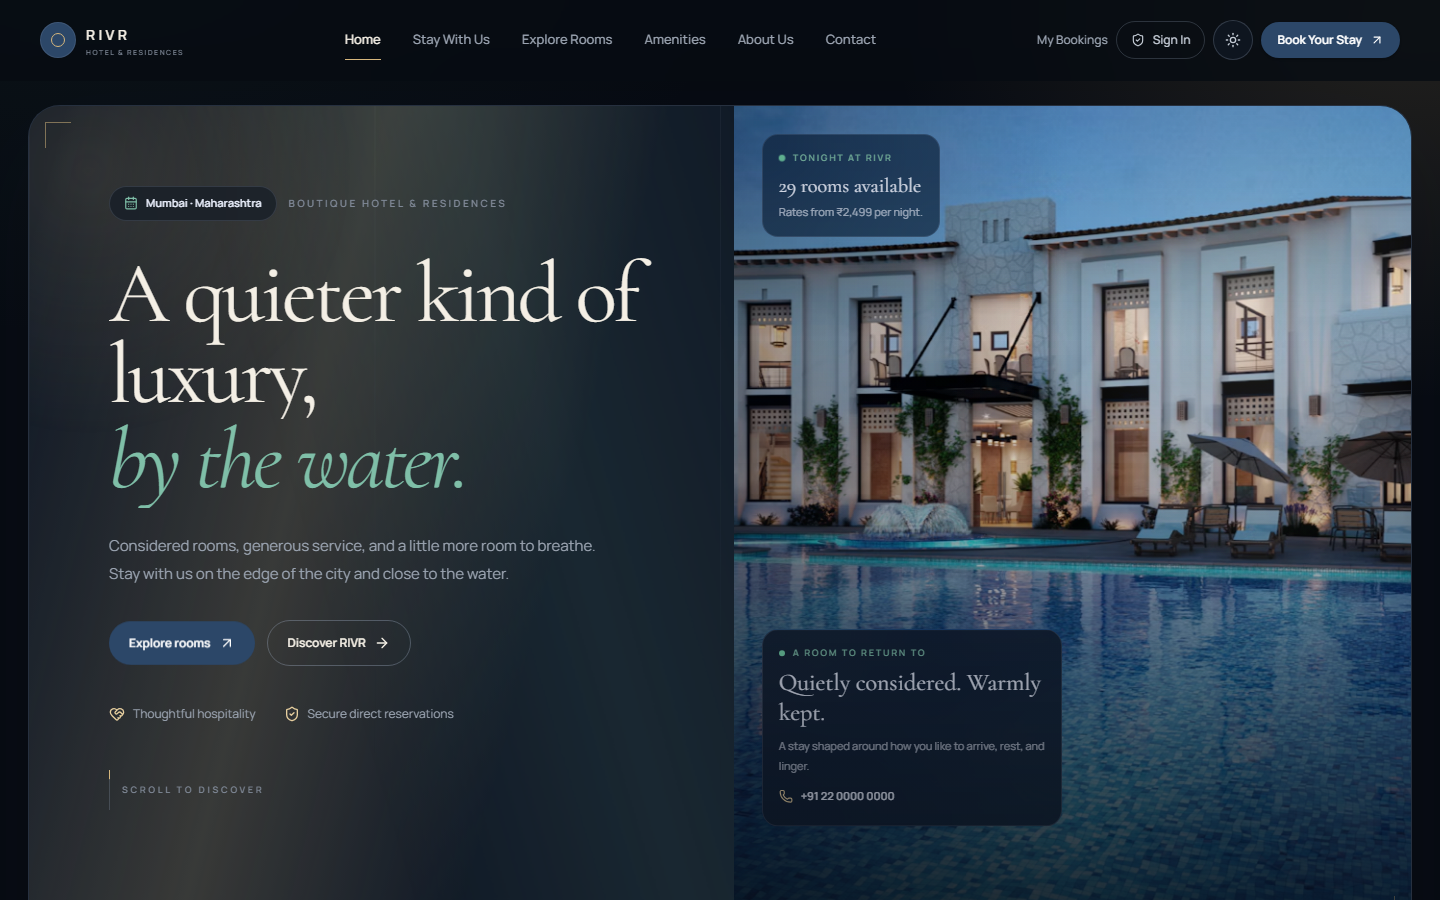 RIVR
HOTEL & RESIDENCES
Home
Stay With Us
Explore Rooms
Amenities
About Us
Contact
My Bookings
Sign In
Book Your Stay
Mumbai · Maharashtra
BOUTIQUE HOTEL & RESIDENCES
A quieter kind of
luxury,
by the water.
Considered rooms, generous service, and a little more room to breathe.
Stay with us on the edge of the city and close to the water.
Explore rooms
Discover RIVR
Thoughtful hospitality
Secure direct reservations
SCROLL TO DISCOVER
TONIGHT AT RIVR
29 rooms available
Rates from ₹2,499 per night.
A ROOM TO RETURN TO
Quietly considered. Warmly
kept.
A stay shaped around how you like to arrive, rest, and
linger.
+91 22 0000 0000